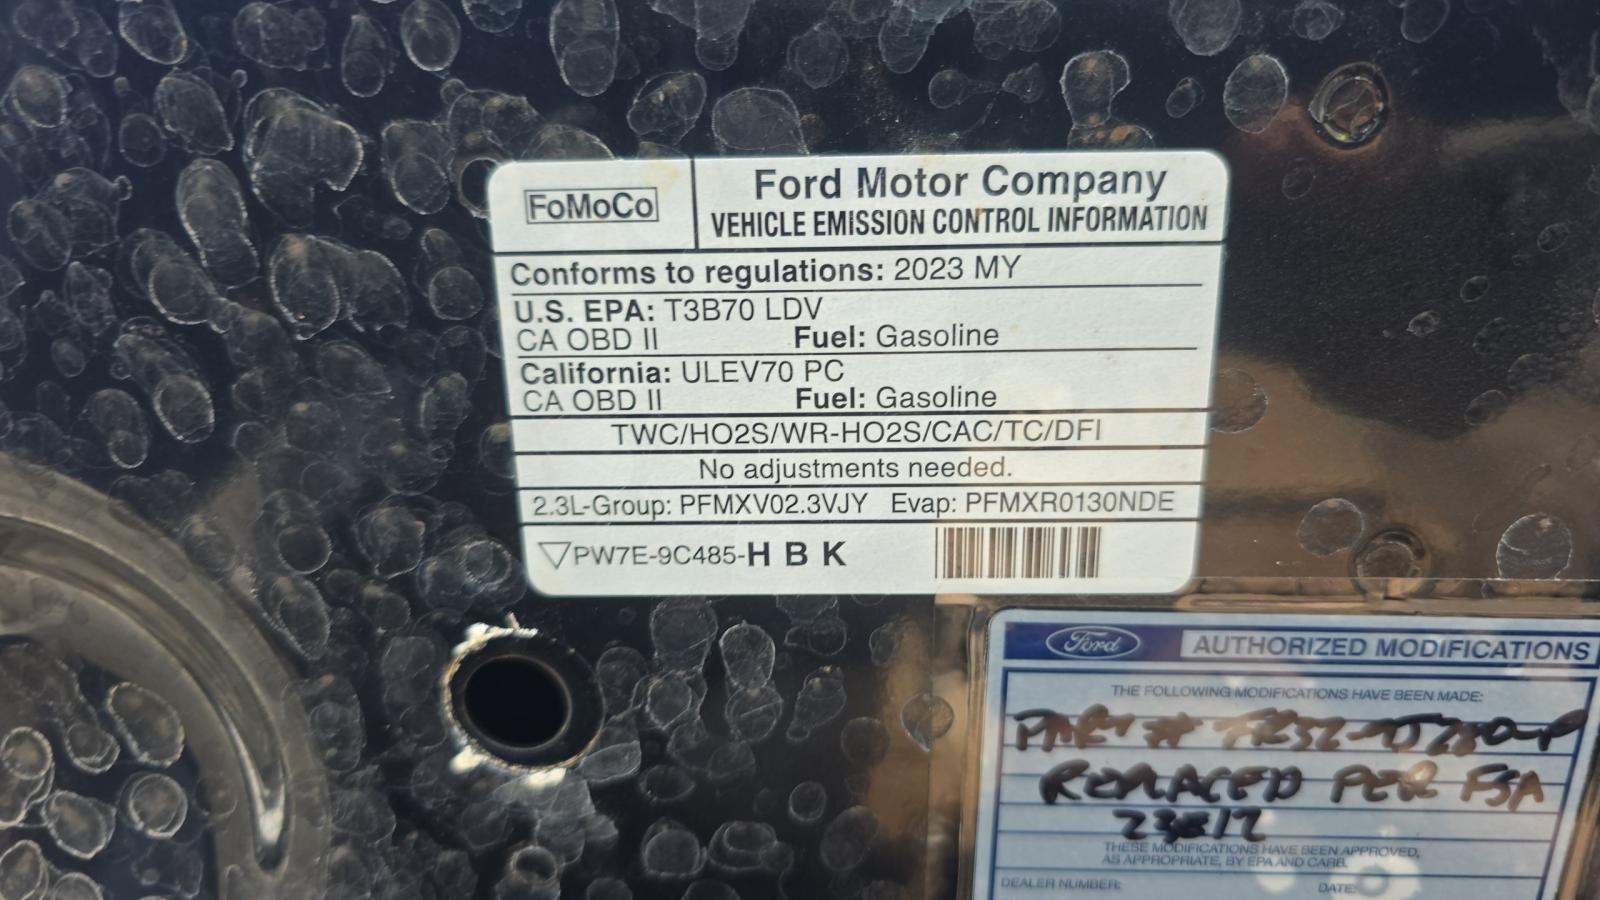 FoMoCo
Ford Motor Company
VEHICLE EMISSION CONTROL INFORMATION
Conforms to regulations: 2023 MY
U.S. EPA: T3B70 LDV
CA OBD II Fuel: Gasoline
California: ULEV70 PC
CA OBD II Fuel: Gasoline
TWC/HO2S/WR-HO2S/CAC/TC/DFI
No adjustments needed.
2.3L-Group: PFMXV02.3VJY Evap: PFMXR0130NDE
PW7E-9C485-H B K
Ford AUTHORIZED MODIFICATIONS
THE FOLLOWING MODIFICATIONS HAVE BEEN MADE:
PART #
REPLACED PER FSA
THESE MODIFICATIONS HAVE BEEN APPROVED,
AS APPROPRIATE, BY EPA AND CARB.
DEALER NUMBER: DATE: